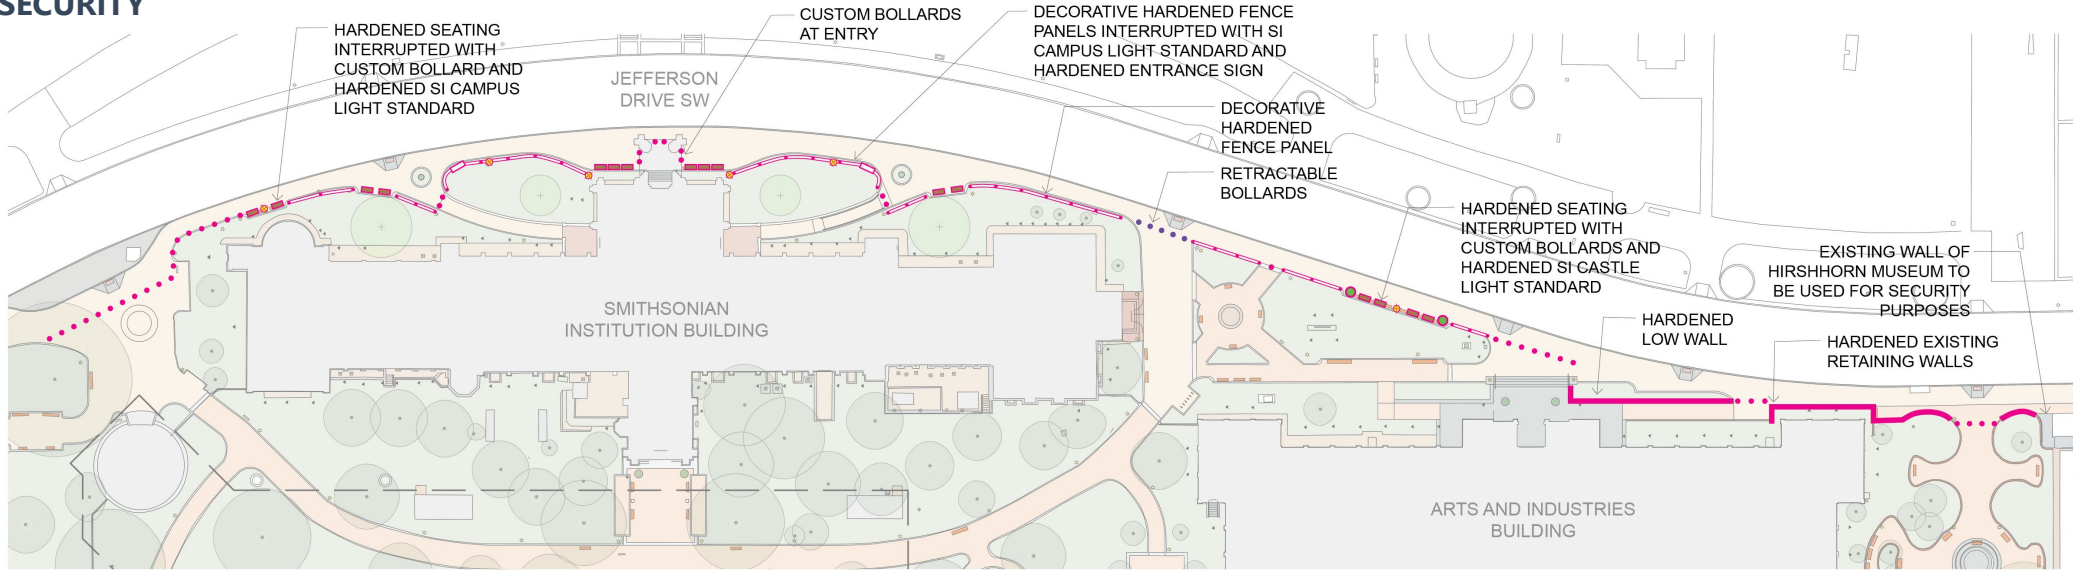 SECURITY
HARDENED SEATING
INTERRUPTED WITH
CUSTOM BOLLARD AND
HARDENED SI CAMPUS
LIGHT STANDARD
CUSTOM BOLLARDS
AT ENTRY
DECORATIVE HARDENED FENCE
PANELS INTERRUPTED WITH SI
CAMPUS LIGHT STANDARD AND
HARDENED ENTRANCE SIGN
JEFFERSON
DRIVE SW
DECORATIVE
HARDENED
FENCE PANEL
RETRACTABLE
BOLLARDS
HARDENED SEATING
INTERRUPTED WITH
CUSTOM BOLLARDS AND
HARDENED SI CASTLE
LIGHT STANDARD
EXISTING WALL OF
HIRSHHORN MUSEUM TO
BE USED FOR SECURITY
PURPOSES
HARDENED
LOW WALL
HARDENED EXISTING
RETAINING WALLS
SMITHSONIAN
INSTITUTION BUILDING
ARTS AND INDUSTRIES
BUILDING